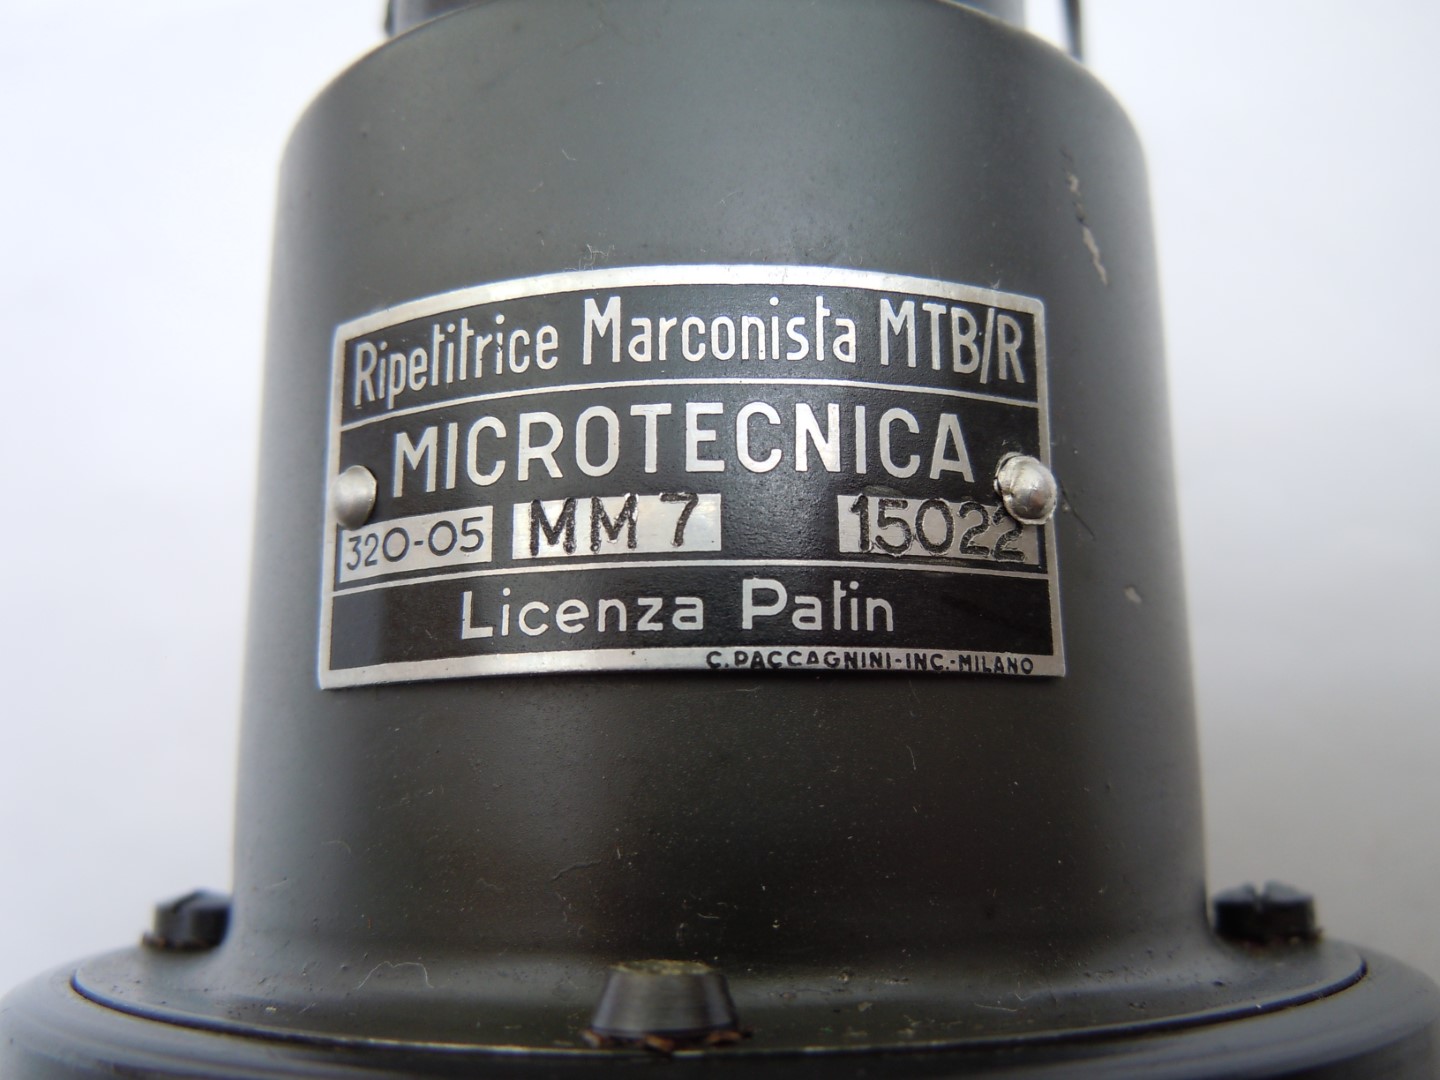 Ripetitrice Marconista MTB/R
MICROTECNICA
320-05 MM 7 15022
Licenza Patin
C. PACCAGNINI-INC.-MILANO